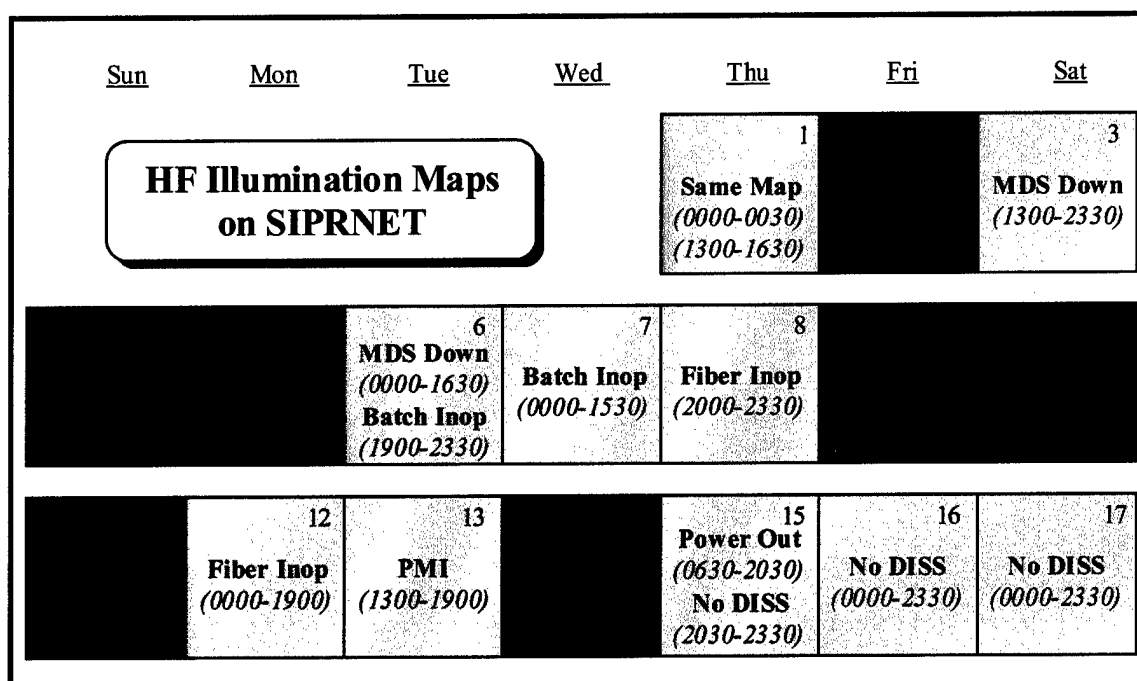 Sun Mon Tue Wed Thu Fri Sat
HF Illumination Maps
on SIPRNET
1
Same Map
(0000-0030)
(1300-1630)
3
MDS Down
(1300-2330)
6
MDS Down
(0000-1630)
Batch Inop
(1900-2330)
7
Batch Inop
(0000-1530)
8
Fiber Inop
(2000-2330)
12
Fiber Inop
(0000-1900)
13
PMI
(1300-1900)
15
Power Out
(0630-2030)
No DISS
(2030-2330)
16
No DISS
(0000-2330)
17
No DISS
(0000-2330)